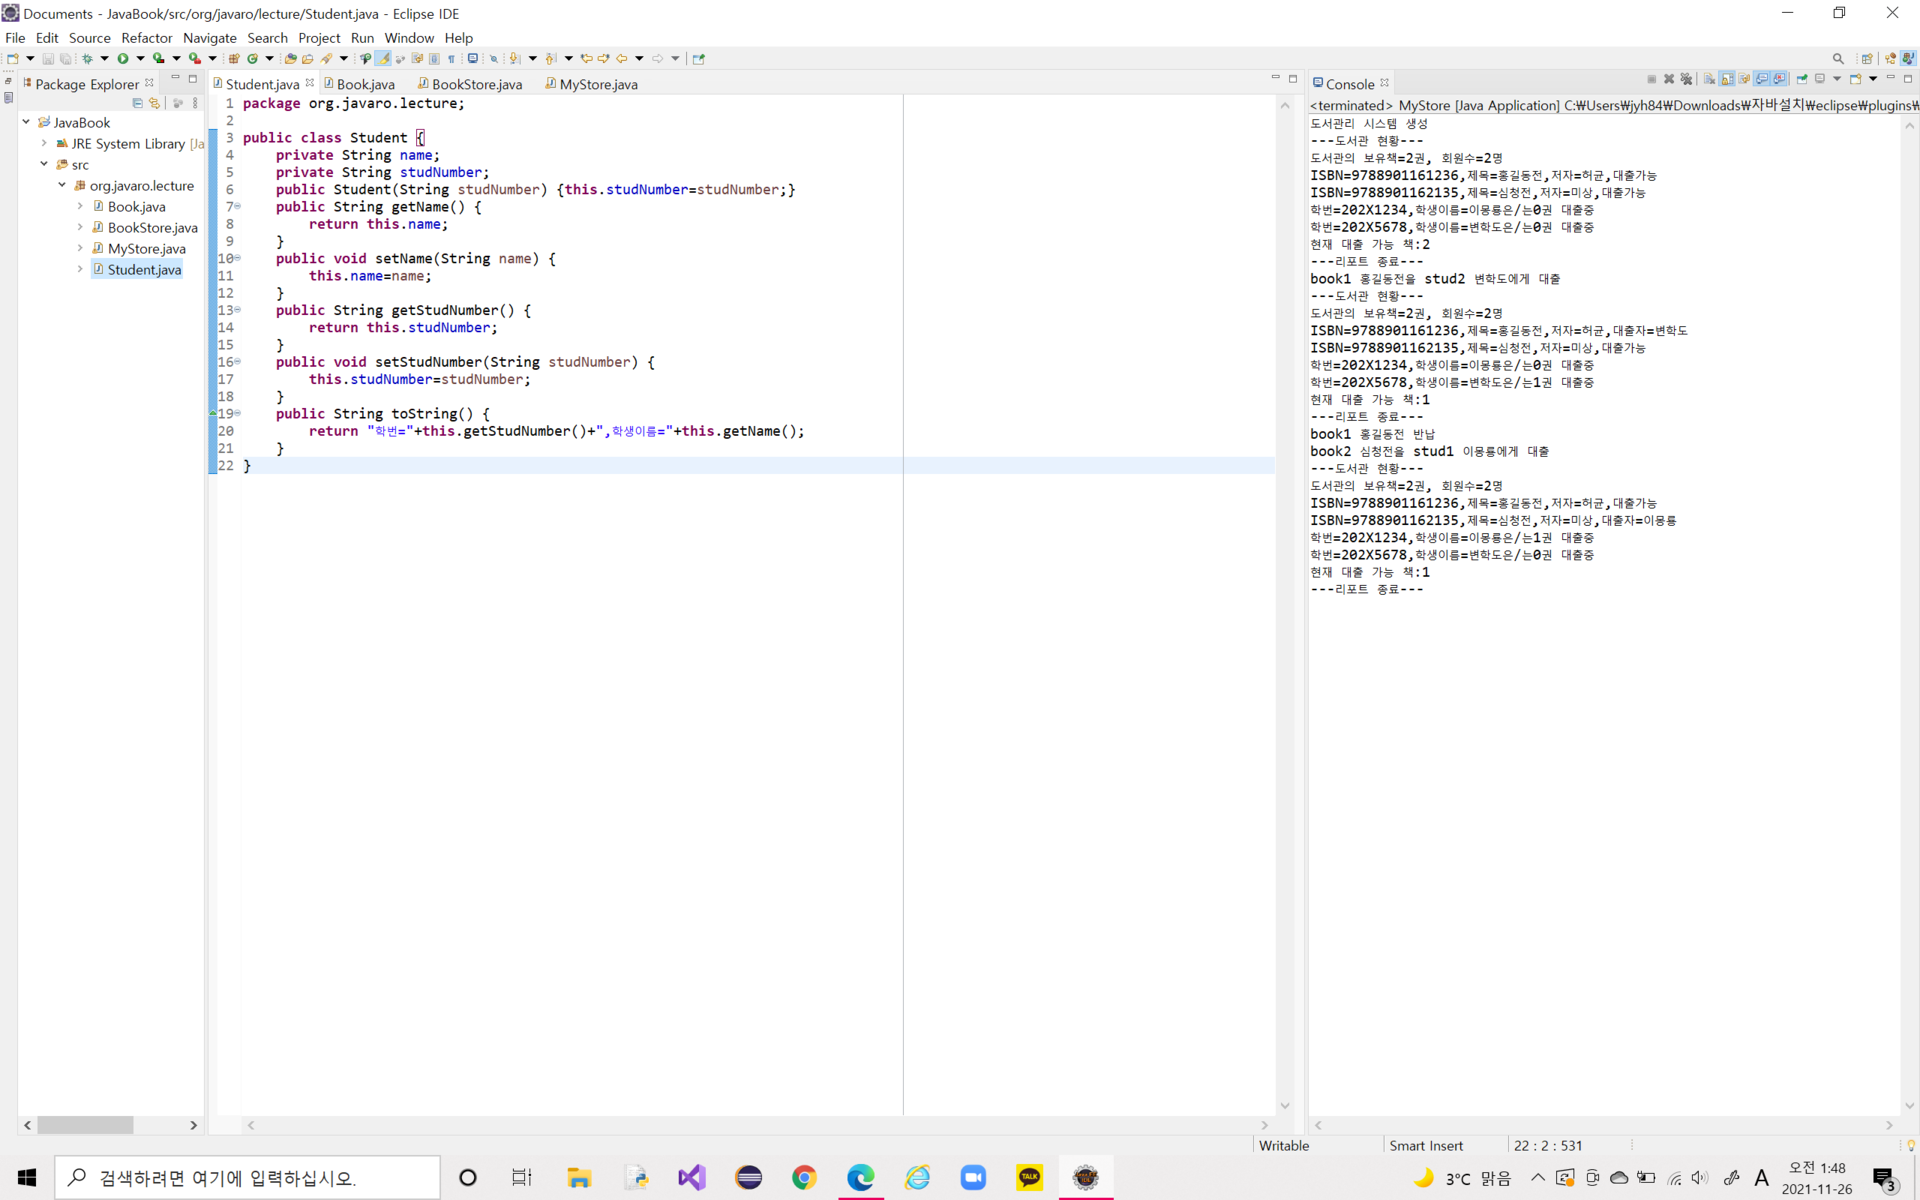 Documents - JavaBook/src/org/javaro/lecture/Student.java - Eclipse IDE
File Edit Source Refactor Navigate Search Project Run Window Help
Package Explorer
JavaBook
JRE System Library [Ja
src
org.javaro.lecture
Book.java
BookStore.java
MyStore.java
Student.java
Student.java Book.java BookStore.java MyStore.java
1 package org.javaro.lecture;
2
3 public class Student {
4 private String name;
5 private String studNumber;
6 public Student(String studNumber) {this.studNumber=studNumber;}
7 public String getName() {
8 return this.name;
9 }
10 public void setName(String name) {
11 this.name=name;
12 }
13 public String getStudNumber() {
14 return this.studNumber;
15 }
16 public void setStudNumber(String studNumber) {
17 this.studNumber=studNumber;
18 }
19 public String toString() {
20 return "학번="+this.getStudNumber()+",학생이름="+this.getName();
21 }
22 }
Console
<terminated> MyStore [Java Application] C:₩Users₩jyh84₩Downloads₩자바설치₩eclipse₩plugins₩
도서관리 시스템 생성
---도서관 현황---
도서관의 보유책=2권, 회원수=2명
ISBN=9788901161236,제목=홍길동전,저자=허균,대출가능
ISBN=9788901162135,제목=심청전,저자=미상,대출가능
학번=202X1234,학생이름=이몽룡은/는0권 대출중
학번=202X5678,학생이름=변학도은/는0권 대출중
현재 대출 가능 책:2
---리포트 종료---
book1 홍길동전을 stud2 변학도에게 대출
---도서관 현황---
도서관의 보유책=2권, 회원수=2명
ISBN=9788901161236,제목=홍길동전,저자=허균,대출자=변학도
ISBN=9788901162135,제목=심청전,저자=미상,대출가능
학번=202X1234,학생이름=이몽룡은/는0권 대출중
학번=202X5678,학생이름=변학도은/는1권 대출중
현재 대출 가능 책:1
---리포트 종료---
book1 홍길동전 반납
book2 심청전을 stud1 이몽룡에게 대출
---도서관 현황---
도서관의 보유책=2권, 회원수=2명
ISBN=9788901161236,제목=홍길동전,저자=허균,대출가능
ISBN=9788901162135,제목=심청전,저자=미상,대출자=이몽룡
학번=202X1234,학생이름=이몽룡은/는1권 대출중
학번=202X5678,학생이름=변학도은/는0권 대출중
현재 대출 가능 책:1
---리포트 종료---
Writable Smart Insert 22 : 2 : 531
검색하려면 여기에 입력하십시오.
TALK
3°C 맑음
A
오전 1:48
2021-11-26
3